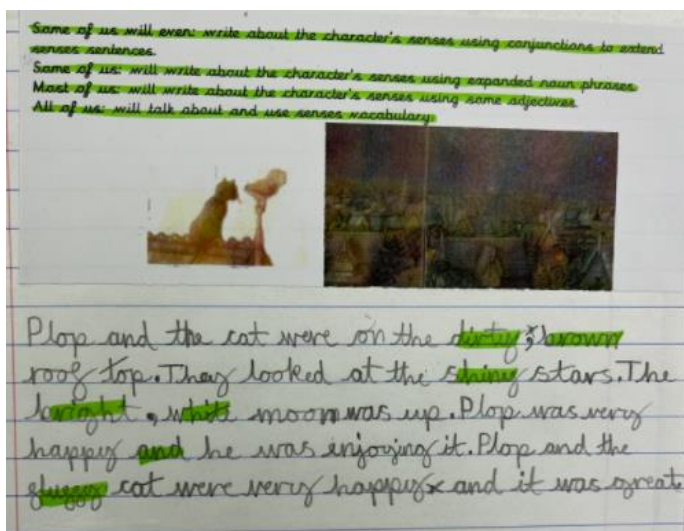 Some of us will even: write about the character's senses using conjunctions to extend
senses sentences.
Some of us: will write about the character's senses using expanded noun phrases
Most of us: will write about the character's senses using some adjectives
All of us: will talk about and use senses vocabulary.
Plop and the cat were on the dirty, brown
roof top. They looked at the shiny stars. The
bright, white moon was up. Plop was very
happy and he was enjoying it. Plop and the
fluffy cat were very happy and it was great.